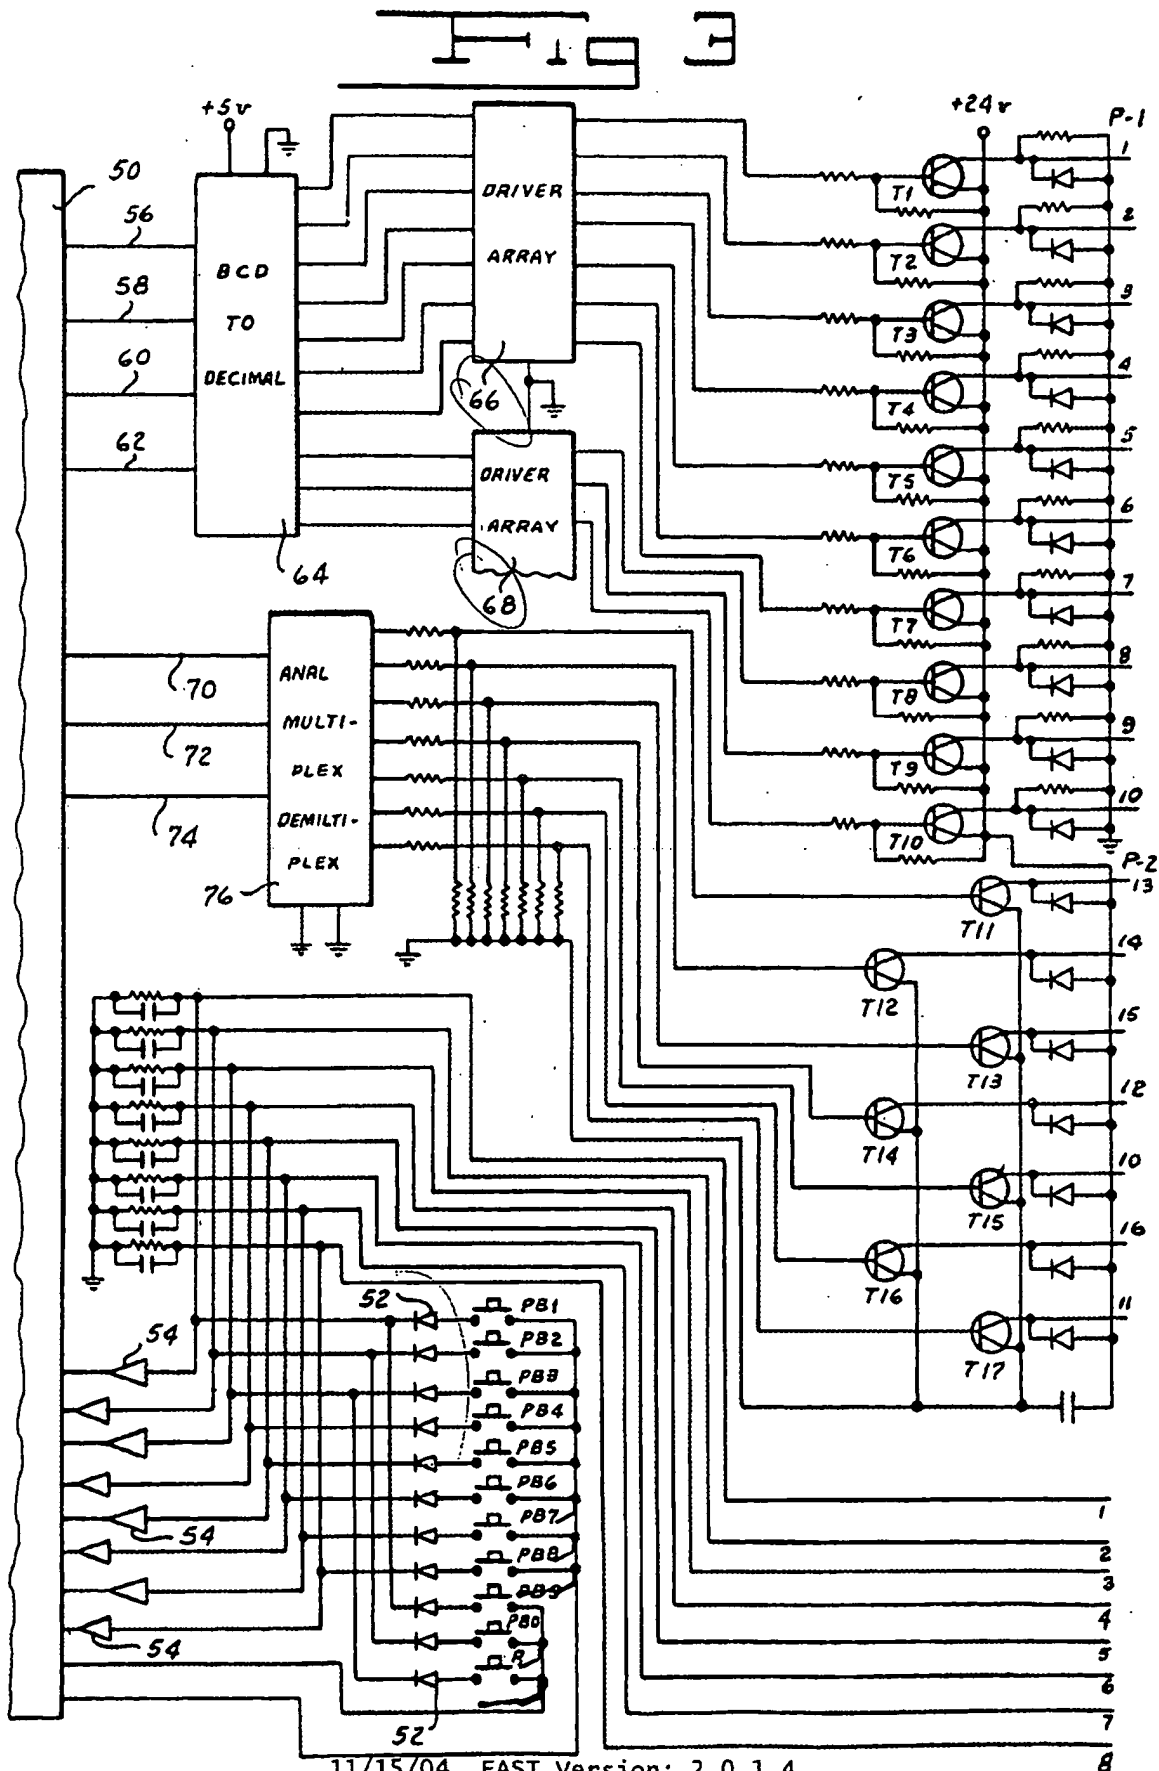 Fig 3
+5v
+24v
P-1
50
56
58
60
62
BCD
TO
DECIMAL
64
DRIVER
ARRAY
66
DRIVER
ARRAY
68
T1
T2
T3
T4
T5
T6
T7
T8
T9
T10
1
2
3
4
5
6
7
8
9
10
70
72
74
ANAL
MULTI-
PLEX
DEMILTI-
PLEX
76
P-2
13
14
15
12
10
16
11
T11
T12
T13
T14
T15
T16
T17
52
54
54
54
52
PB1
PB2
PB3
PB4
PB5
PB6
PB7
PB8
PB9
PB0
R
1
2
3
4
5
6
7
8
11/15/04 EAST Version: 2.0.1.4